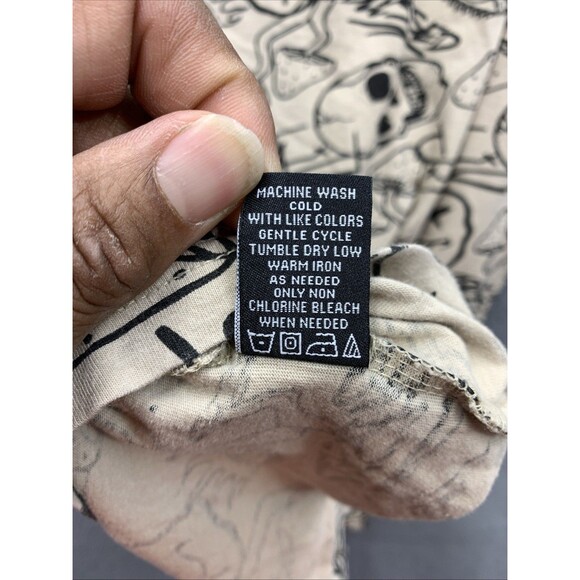 MACHINE WASH
COLD
WITH LIKE COLORS
GENTLE CYCLE
TUMBLE DRY LOW
WARM IRON
AS NEEDED
ONLY NON
CHLORINE BLEACH
WHEN NEEDED